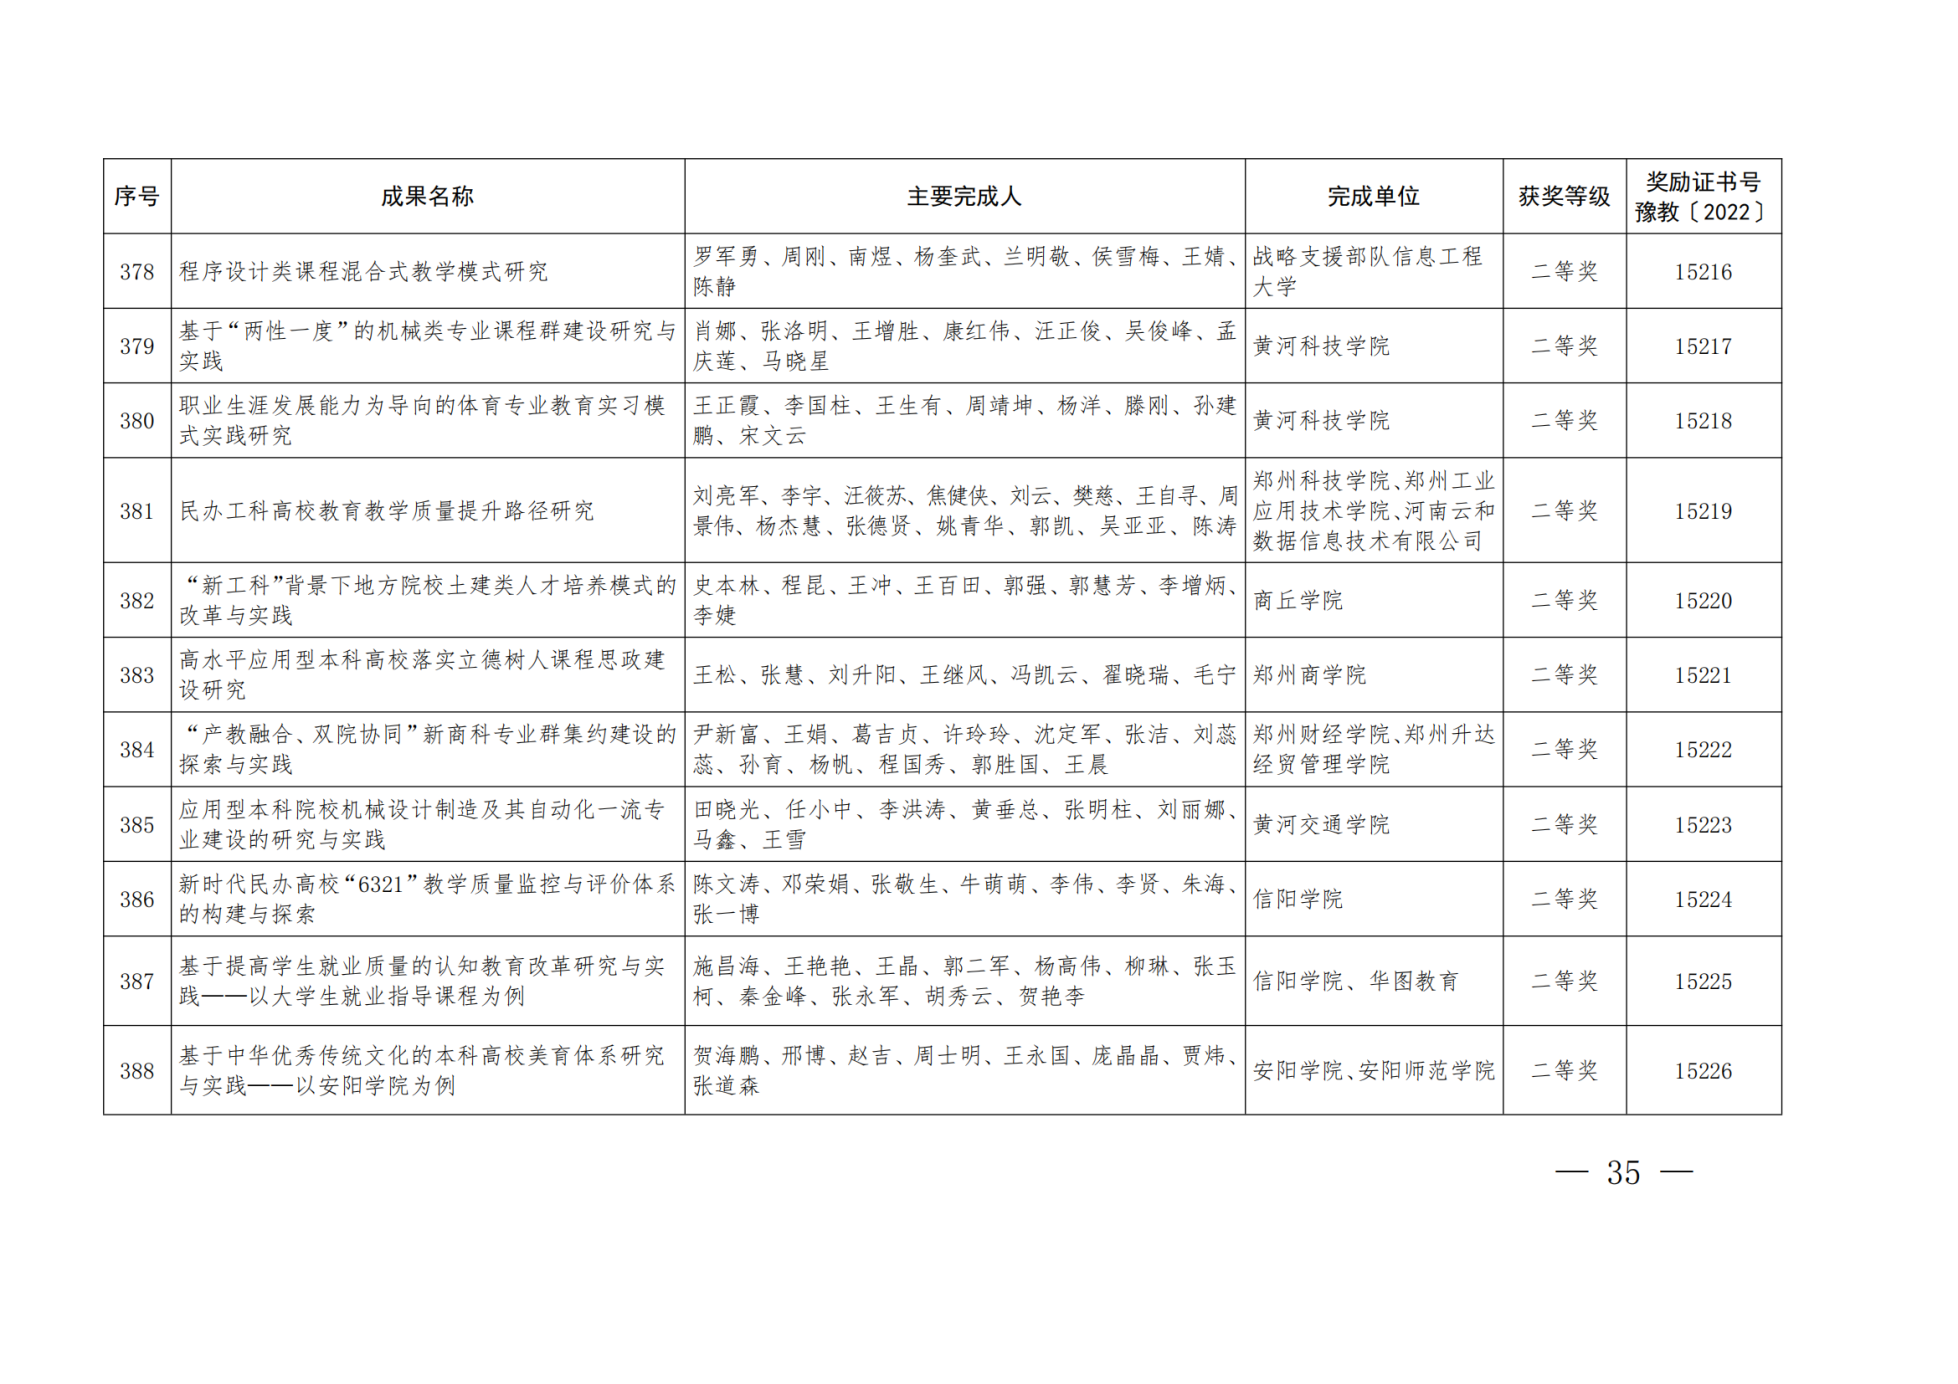 序号 成果名称 主要完成人 完成单位 获奖等级 奖励证书号
豫教〔2022〕
378 程序设计类课程混合式教学模式研究 罗军勇、周刚、南煜、杨奎武、兰明敬、侯雪梅、王婧、
陈静 战略支援部队信息工程
大学 二等奖 15216
379 基于“两性一度”的机械类专业课程群建设研究与
实践 肖娜、张洛明、王增胜、康红伟、汪正俊、吴俊峰、孟
庆莲、马晓星 黄河科技学院 二等奖 15217
380 职业生涯发展能力为导向的体育专业教育实习模
式实践研究 王正霞、李国柱、王生有、周靖坤、杨洋、滕刚、孙建
鹏、宋文云 黄河科技学院 二等奖 15218
381 民办工科高校教育教学质量提升路径研究 刘亮军、李宇、汪筱苏、焦健侠、刘云、樊慈、王自寻、周
景伟、杨杰慧、张德贤、姚青华、郭凯、吴亚亚、陈涛 郑州科技学院、郑州工业
应用技术学院、河南云和
数据信息技术有限公司 二等奖 15219
382 “新工科”背景下地方院校土建类人才培养模式的
改革与实践 史本林、程昆、王冲、王百田、郭强、郭慧芳、李增炳、
李婕 商丘学院 二等奖 15220
383 高水平应用型本科高校落实立德树人课程思政建
设研究 王松、张慧、刘升阳、王继风、冯凯云、翟晓瑞、毛宁 郑州商学院 二等奖 15221
384 “产教融合、双院协同”新商科专业群集约建设的
探索与实践 尹新富、王娟、葛吉贞、许玲玲、沈定军、张洁、刘蕊
蕊、孙育、杨帆、程国秀、郭胜国、王晨 郑州财经学院、郑州升达
经贸管理学院 二等奖 15222
385 应用型本科院校机械设计制造及其自动化一流专
业建设的研究与实践 田晓光、任小中、李洪涛、黄垂总、张明柱、刘丽娜、
马鑫、王雪 黄河交通学院 二等奖 15223
386 新时代民办高校“6321”教学质量监控与评价体系
的构建与探索 陈文涛、邓荣娟、张敬生、牛萌萌、李伟、李贤、朱海、
张一博 信阳学院 二等奖 15224
387 基于提高学生就业质量的认知教育改革研究与实
践——以大学生就业指导课程为例 施昌海、王艳艳、王晶、郭二军、杨高伟、柳琳、张玉
柯、秦金峰、张永军、胡秀云、贺艳李 信阳学院、华图教育 二等奖 15225
388 基于中华优秀传统文化的本科高校美育体系研究
与实践——以安阳学院为例 贺海鹏、邢博、赵吉、周士明、王永国、庞晶晶、贾炜、
张道森 安阳学院、安阳师范学院 二等奖 15226
— 35 —